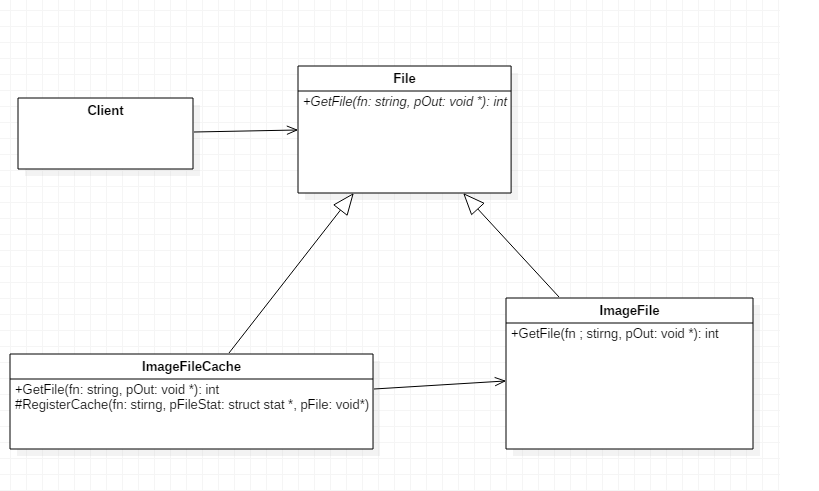 File
+GetFile(fn: string, pOut: void *): int
Client
ImageFile
+GetFile(fn ; stirng, pOut: void *): int
ImageFileCache
+GetFile(fn: string, pOut: void *): int
#RegisterCache(fn: stirng, pFileStat: struct stat *, pFile: void*)